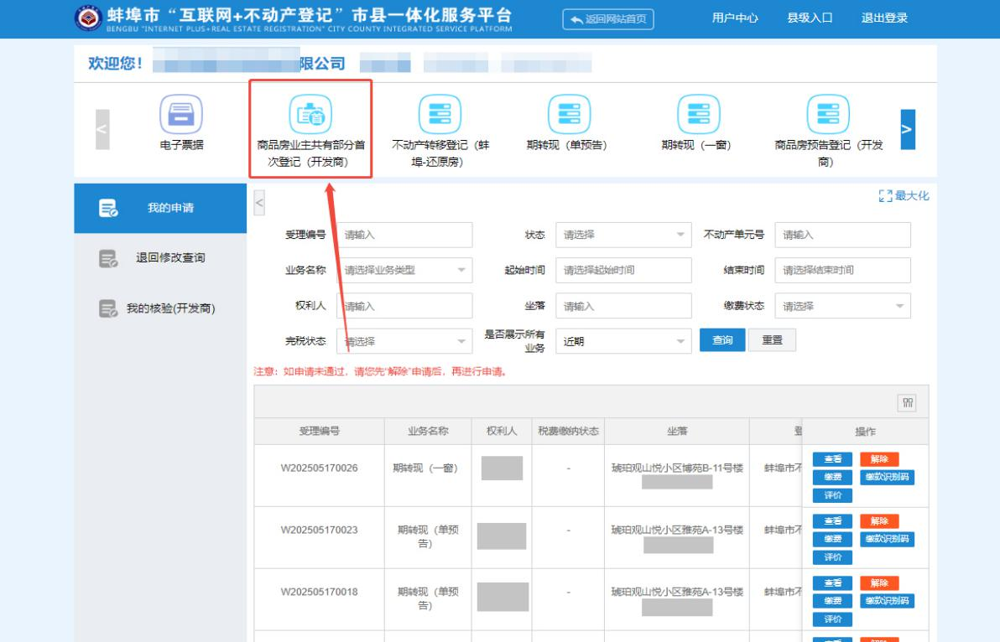 蚌埠市“互联网+不动产登记”市县一体化服务平台
BENGBU "INTERNET PLUS+REAL ESTATE REGISTRATION" CITY COUNTY INTEGRATED SERVICE PLATFORM
返回网站首页
用户中心 县级入口 退出登录
欢迎您! 限公司
<
电子票据
商品房业主共有部分首
次登记（开发商）
不动产转移登记（蚌
埠-还原房）
期转现（单预告）
期转现（一窗）
商品房预告登记（开发
商）
>
我的申请
退回修改查询
我的核验(开发商)
<
最大化
受理编号 请输入 状态 请选择 不动产单元号 请输入
业务名称 请选择业务类型 起始时间 请选择起始时间 结束时间 请选择结束时间
权利人 请输入 坐落 请输入 缴费状态 请选择
完税状态 请选择 是否展示所有
业务 近期 查询 重置
注意：如申请未通过，请您先“解除”申请后，再进行申请。
受理编号 业务名称 权利人 税费缴纳状态 坐落 操作
W202505170026 期转现（一窗） - 琥珀观山悦小区博苑B-11号楼 蚌埠市不
查看 解除
缴费 缴款识别码
评价
W202505170023 期转现（单预
告） - 琥珀观山悦小区雅苑A-13号楼 蚌埠市不
查看 解除
缴费 缴款识别码
评价
W202505170018 期转现（单预
告） - 琥珀观山悦小区雅苑A-13号楼 蚌埠市不
查看 解除
缴费 缴款识别码
评价